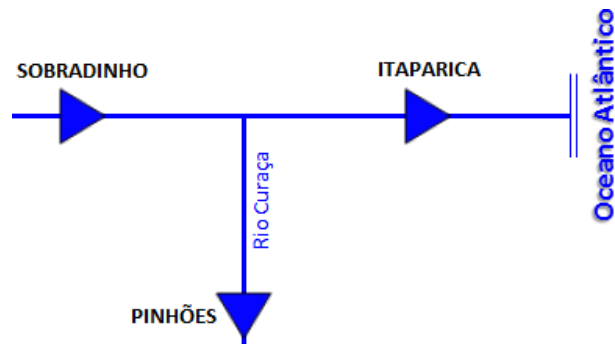 SOBRADINHO
ITAPARICA
Oceano Atlântico
Rio Curaça
PINHÕES